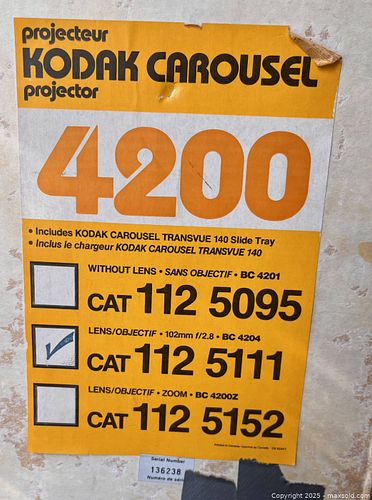 projecteur
KODAK CAROUSEL
projector
4200
• Includes KODAK CAROUSEL TRANSVUE 140 Slide Tray
• Inclus le chargeur KODAK CAROUSEL TRANSVUE 140
WITHOUT LENS • SANS OBJECTIF • BC 4201
CAT 112 5095
LENS/OBJECTIF • 102mm f/2.8 • BC 4204
CAT 112 5111
LENS/OBJECTIF • ZOOM • BC 4200Z
CAT 112 5152
Serial Number
136238
Numéro de série
Copyright 2025 - maxsold.com